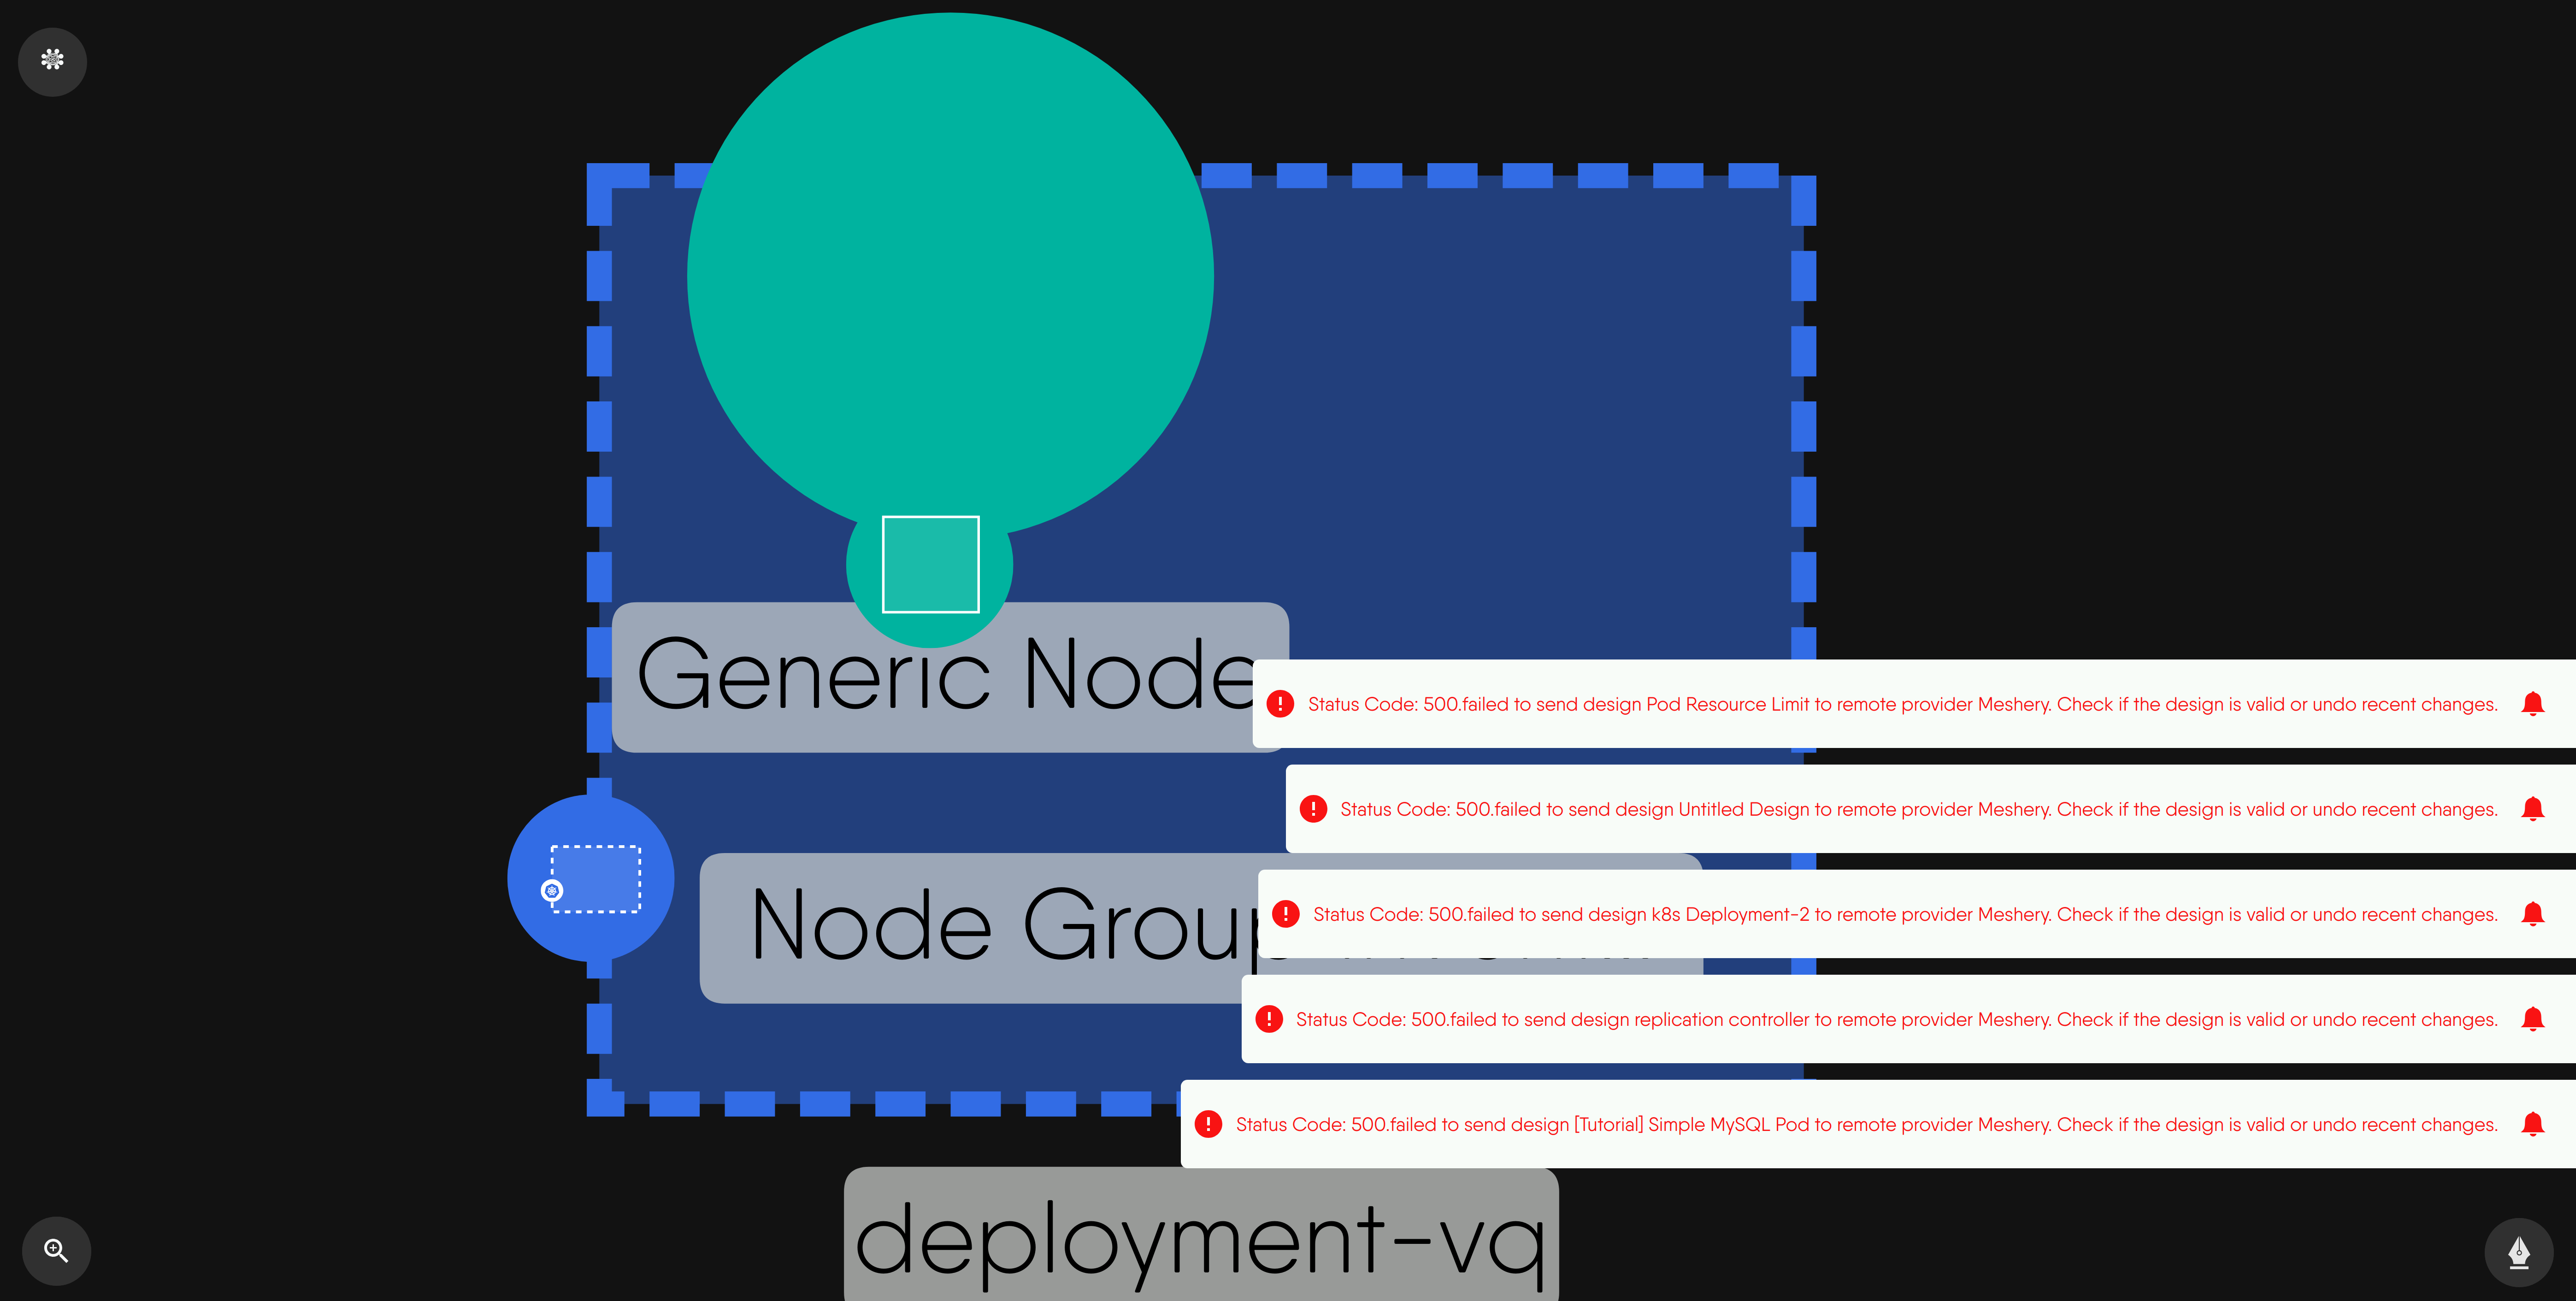 Generic Node
Status Code: 500.failed to send design Pod Resource Limit to remote provider Meshery. Check if the design is valid or undo recent changes.
Status Code: 500.failed to send design Untitled Design to remote provider Meshery. Check if the design is valid or undo recent changes.
Node Group
Status Code: 500.failed to send design k8s Deployment-2 to remote provider Meshery. Check if the design is valid or undo recent changes.
Status Code: 500.failed to send design replication controller to remote provider Meshery. Check if the design is valid or undo recent changes.
Status Code: 500.failed to send design [Tutorial] Simple MySQL Pod to remote provider Meshery. Check if the design is valid or undo recent changes.
deployment-vq